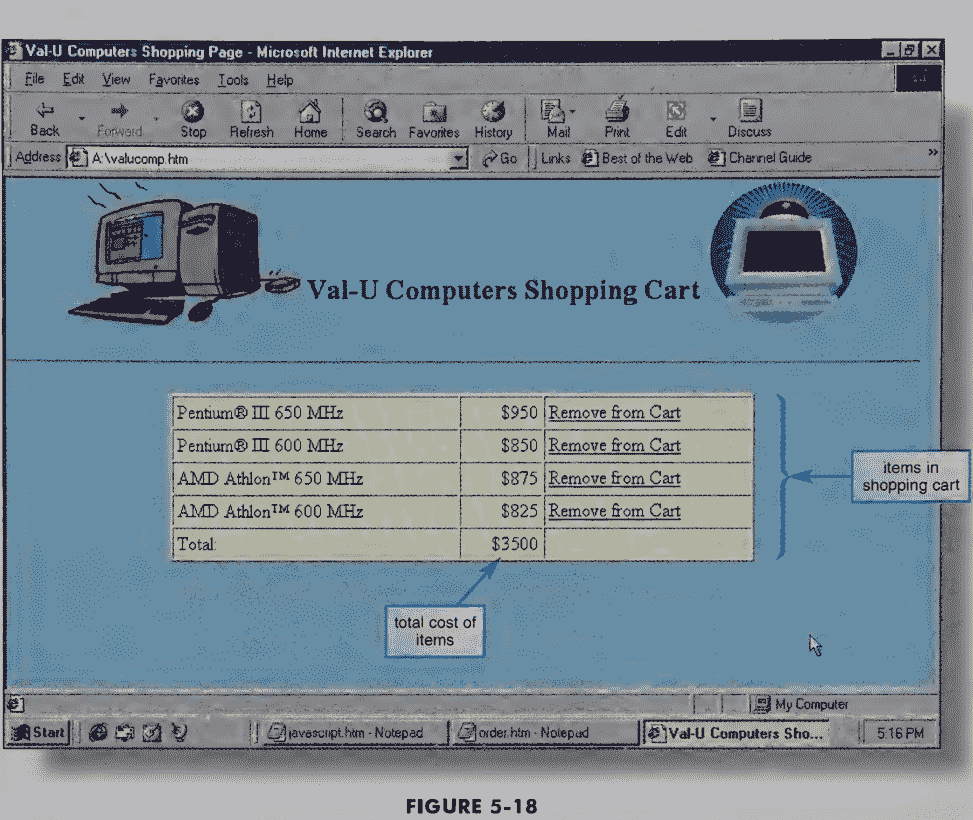 Val-U Computers Shopping Page - Microsoft Internet Explorer
File Edit View Favorites Tools Help
Back Forward Stop Refresh Home Search Favorites History Mail Print Edit Discuss
Address A:\valucomp.htm Go Links Best of the Web Channel Guide »
Val-U Computers Shopping Cart
Pentium® III 650 MHz $950 Remove from Cart
Pentium® III 600 MHz $850 Remove from Cart
AMD Athlon™ 650 MHz $875 Remove from Cart
AMD Athlon™ 600 MHz $825 Remove from Cart
Total: $3500
items in
shopping cart
total cost of
items
My Computer
Start javascript.htm - Notepad order.htm - Notepad Val-U Computers Sho... 5:16 PM
FIGURE 5-18